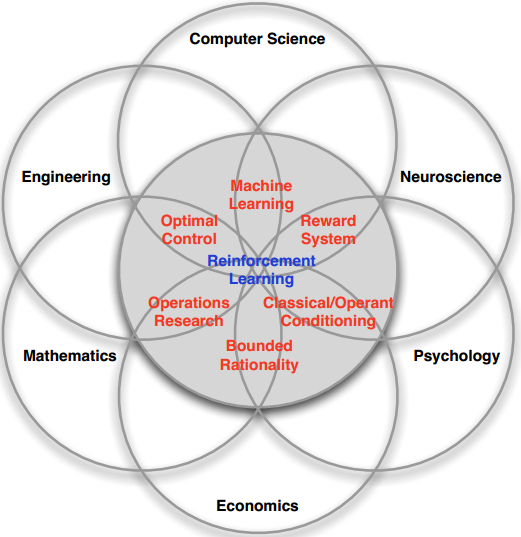 Computer Science
Engineering
Neuroscience
Machine
Learning
Optimal
Control
Reward
System
Reinforcement
Learning
Operations
Research
Classical/Operant
Conditioning
Bounded
Rationality
Mathematics
Psychology
Economics